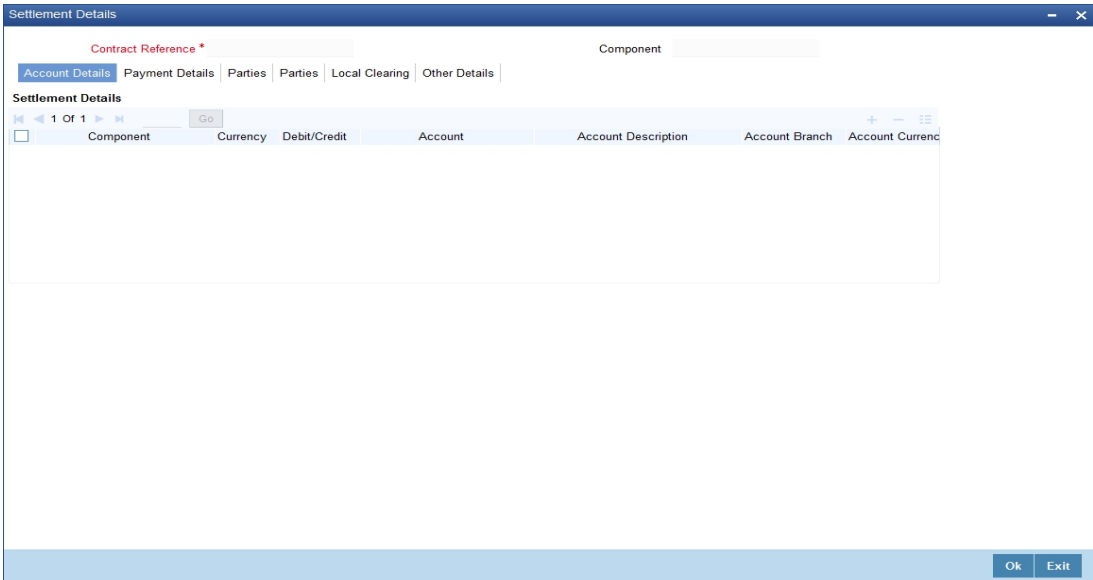 Settlement Details
Contract Reference * Component
Account Details Payment Details Parties Parties Local Clearing Other Details
Settlement Details
1 Of 1 Go
Component Currency Debit/Credit Account Account Description Account Branch Account Currenc
Ok Exit